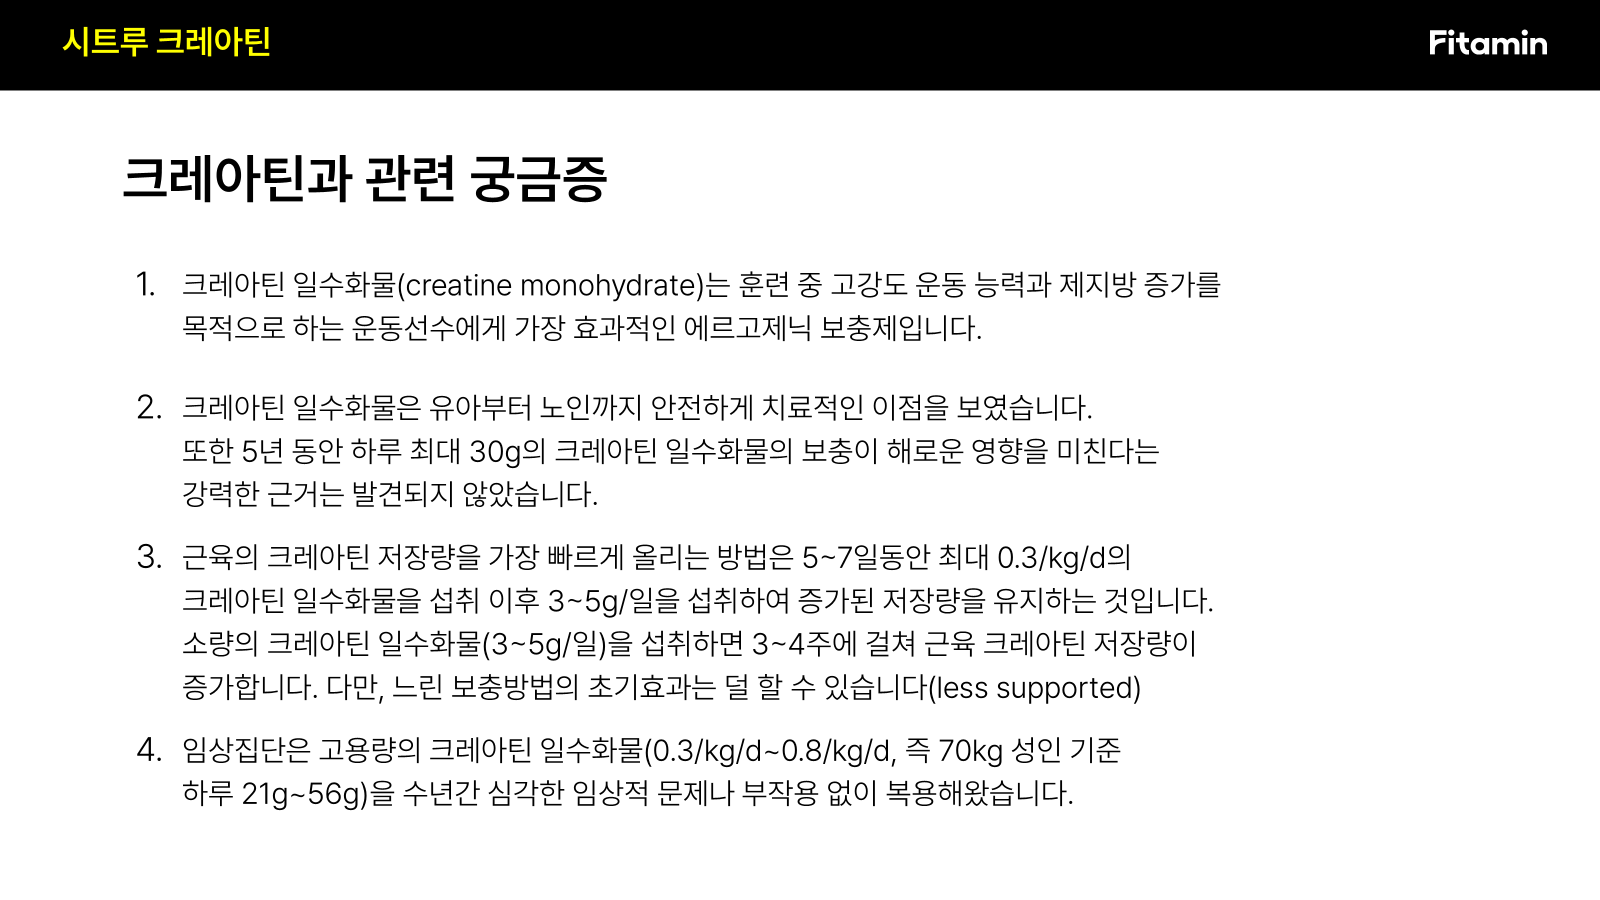 시트루 크레아틴
Fitamin
크레아틴과 관련 궁금증
1. 크레아틴 일수화물(creatine monohydrate)는 훈련 중 고강도 운동 능력과 제지방 증가를
목적으로 하는 운동선수에게 가장 효과적인 에르고제닉 보충제입니다.
2. 크레아틴 일수화물은 유아부터 노인까지 안전하게 치료적인 이점을 보였습니다.
또한 5년 동안 하루 최대 30g의 크레아틴 일수화물의 보충이 해로운 영향을 미친다는
강력한 근거는 발견되지 않았습니다.
3. 근육의 크레아틴 저장량을 가장 빠르게 올리는 방법은 5~7일동안 최대 0.3/kg/d의
크레아틴 일수화물을 섭취 이후 3~5g/일을 섭취하여 증가된 저장량을 유지하는 것입니다.
소량의 크레아틴 일수화물(3~5g/일)을 섭취하면 3~4주에 걸쳐 근육 크레아틴 저장량이
증가합니다. 다만, 느린 보충방법의 초기효과는 덜 할 수 있습니다(less supported)
4. 임상집단은 고용량의 크레아틴 일수화물(0.3/kg/d~0.8/kg/d, 즉 70kg 성인 기준
하루 21g~56g)을 수년간 심각한 임상적 문제나 부작용 없이 복용해왔습니다.